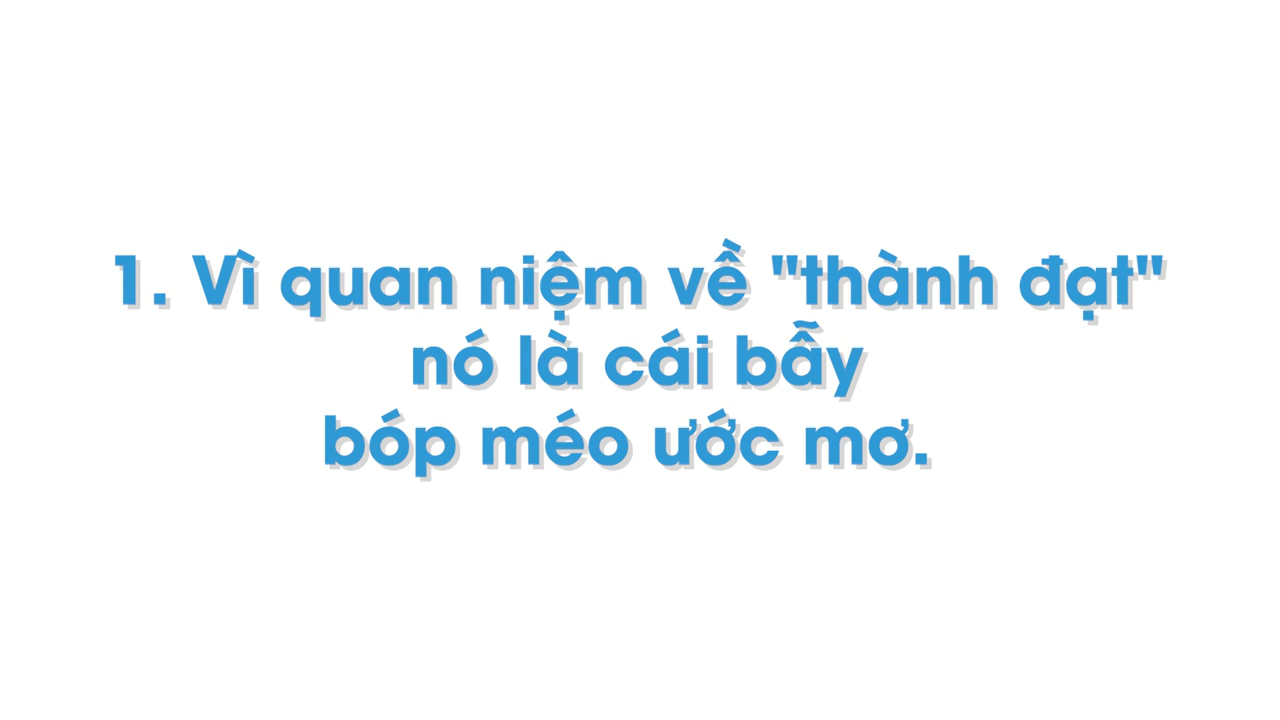 1. Vì quan niệm về "thành đạt"
nó là cái bẫy
bóp méo ước mơ.